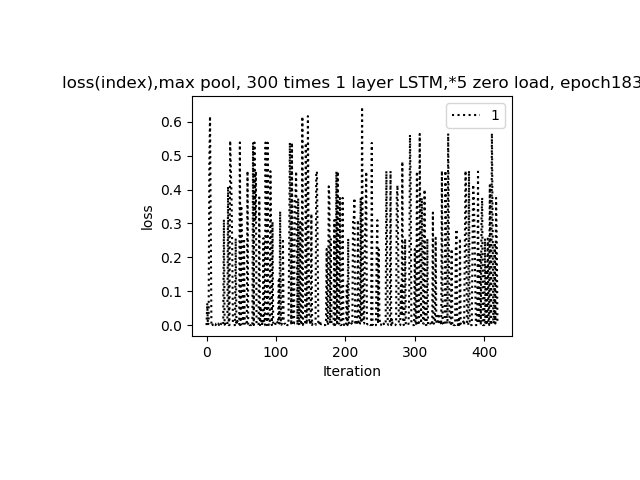 loss(index),max pool, 300 times 1 layer LSTM,*5 zero load, epoch183
1
0.6
0.5
0.4
0.3
0.2
0.1
0.0
loss
0 100 200 300 400
Iteration